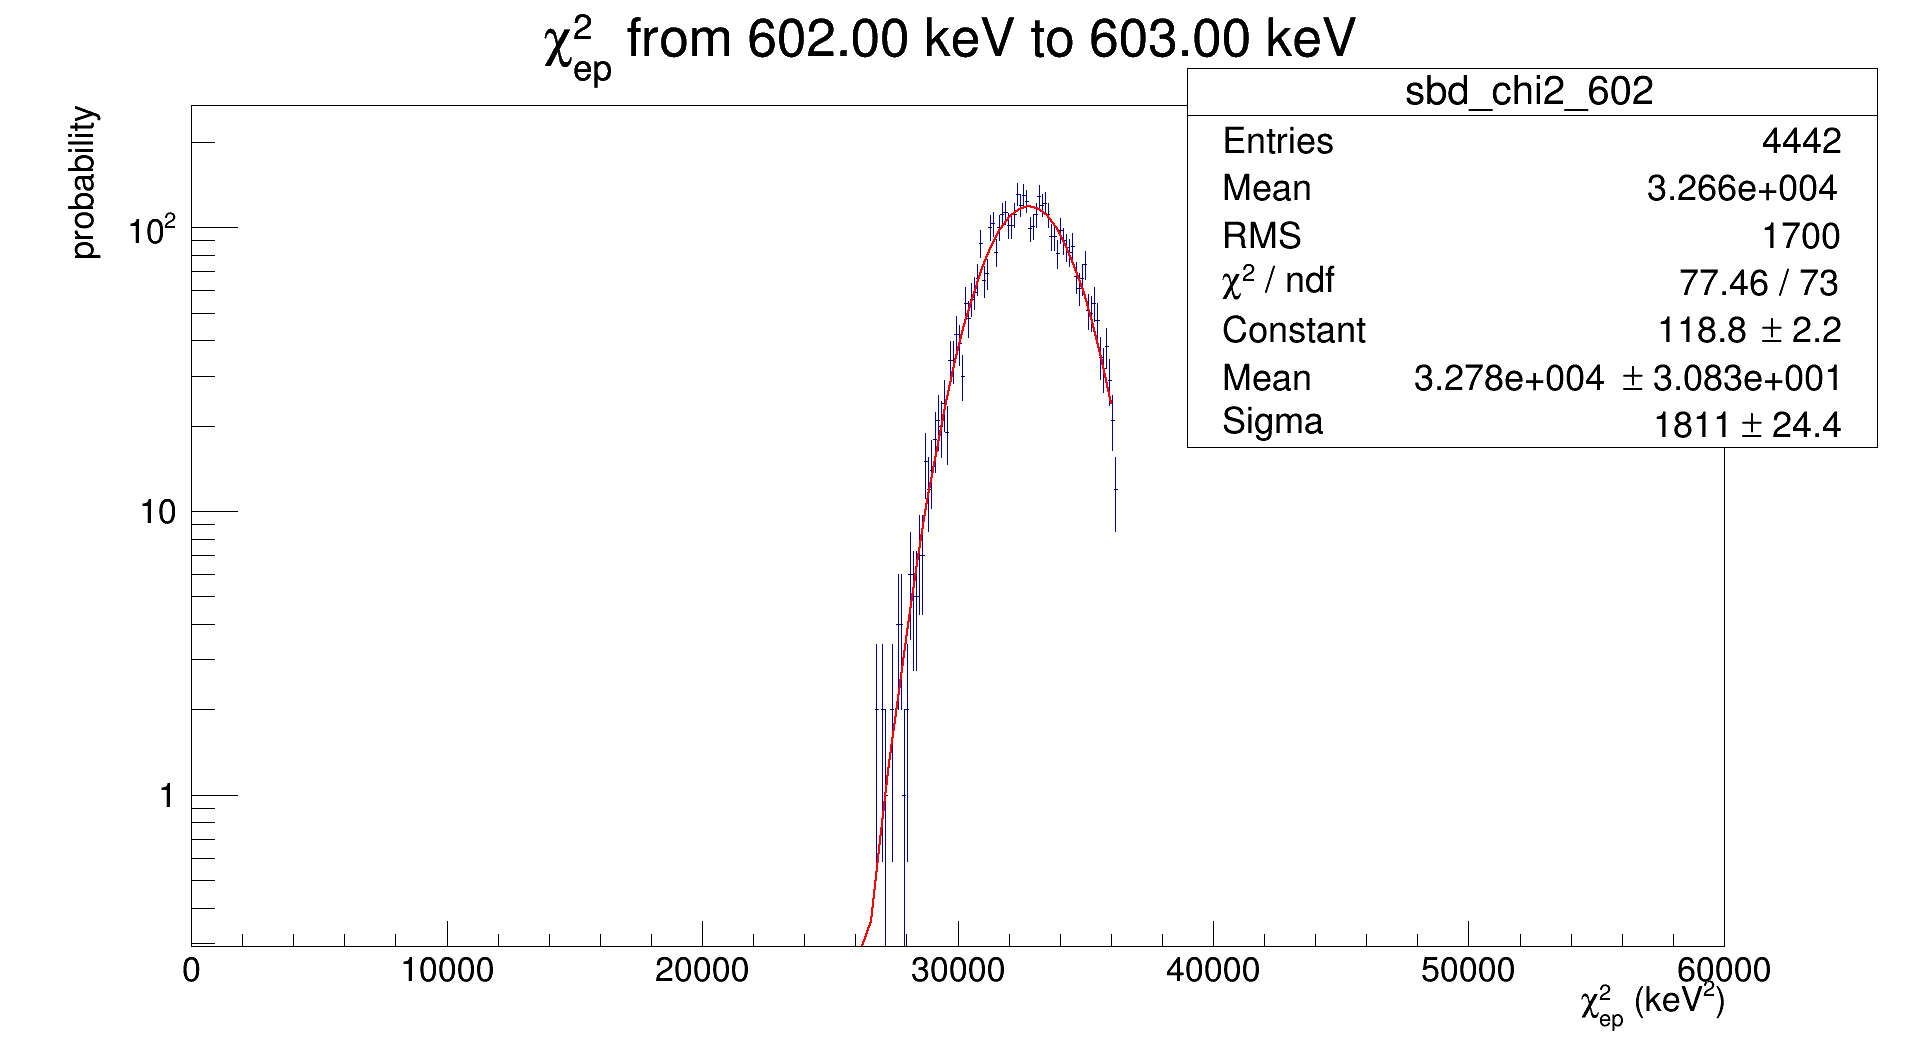 χ²ep from 602.00 keV to 603.00 keV
sbd_chi2_602
Entries 4442
Mean 3.266e+004
RMS 1700
χ² / ndf 77.46 / 73
Constant 118.8 ± 2.2
Mean 3.278e+004 ± 3.083e+001
Sigma 1811 ± 24.4
probability
10²
10
1
0 10000 20000 30000 40000 50000 60000
χ²ep (keV²)